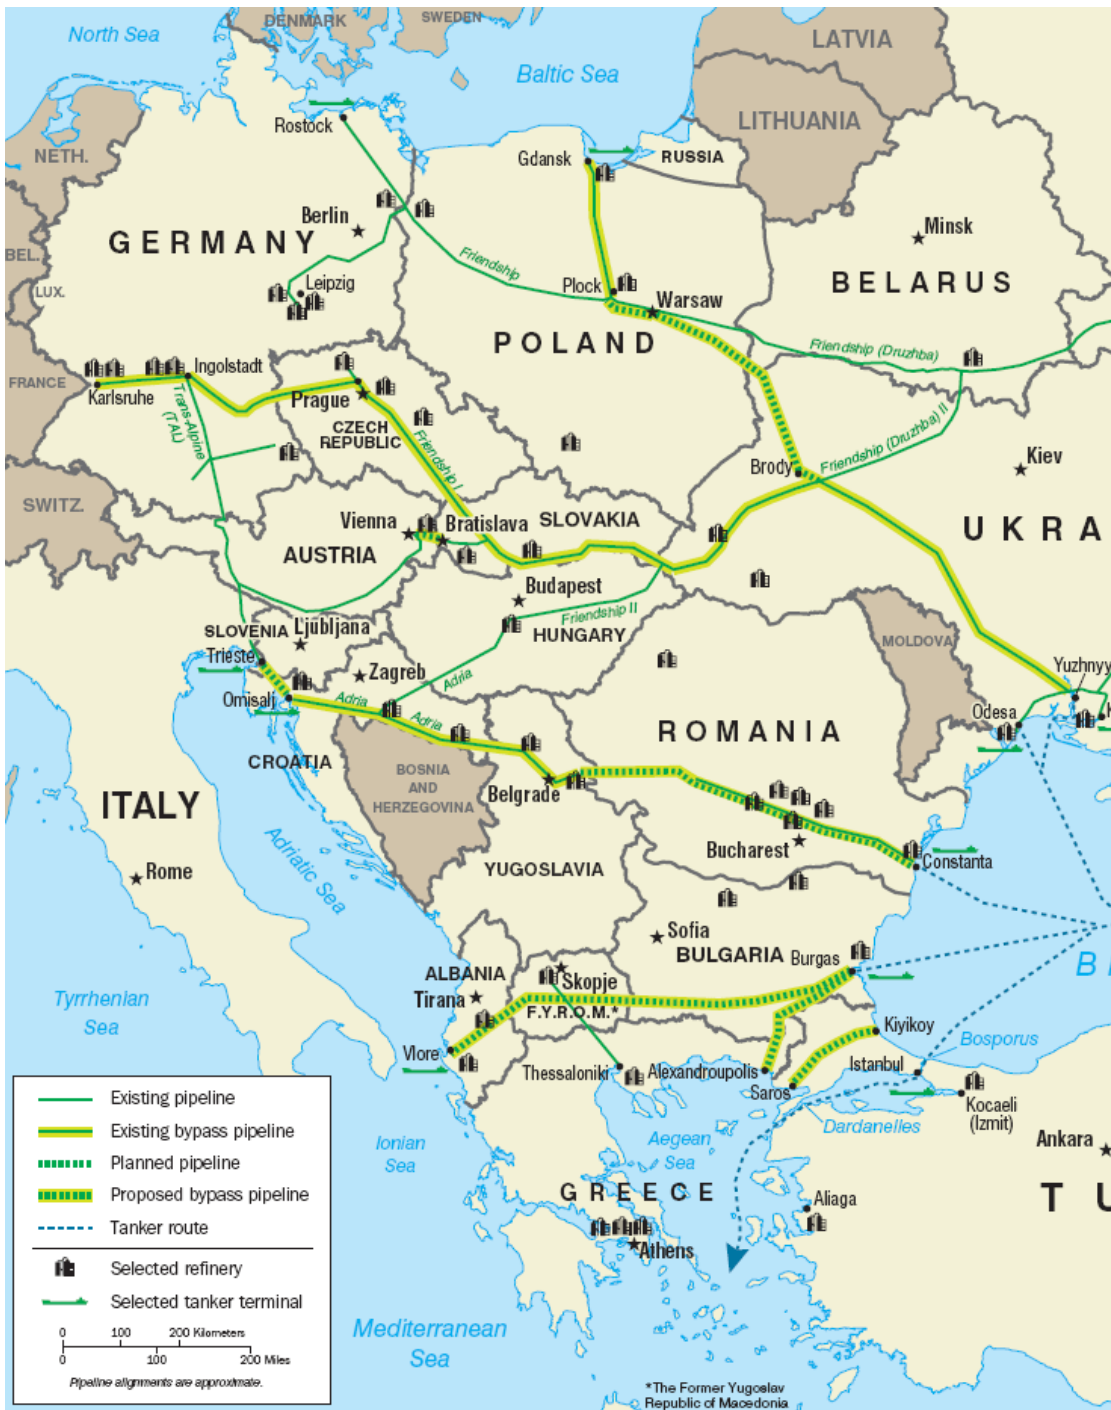 DENMARK
SWEDEN
North Sea
LATVIA
Baltic Sea
LITHUANIA
Rostock
Gdansk
RUSSIA
NETH.
Berlin
GERMANY
Minsk
BEL.
Friendship
Leipzig
LUX.
Plock
Warsaw
BELARUS
POLAND
Friendship (Druzhba)
Ingolstadt
FRANCE
Karlsruhe
Prague
Trans-Alpine
(TAL)
CZECH
REPUBLIC
Friendship I
Friendship (Druzhba) II
Brody
Kiev
SWITZ.
Vienna
Bratislava
SLOVAKIA
UKRA
AUSTRIA
Budapest
Friendship II
HUNGARY
SLOVENIA
Ljubljana
MOLDOVA
Trieste
Zagreb
Yuzhnyy
Omisalj
Adria
Adria
Adria
Odesa
K
ROMANIA
CROATIA
BOSNIA
AND
HERZEGOVINA
Belgrade
ITALY
Adriatic Sea
Bucharest
Constanta
YUGOSLAVIA
Rome
Sofia
BULGARIA
Burgas
B
ALBANIA
Skopje
Tirana
F.Y.R.O.M.*
Tyrrhenian
Sea
Kiyikoy
Bosporus
Vlore
Thessaloniki
Alexandroupolis
Istanbul
Saros
Kocaeli
(Izmit)
Dardanelles
Ionian
Sea
Aegean
Sea
Ankara
GREECE
Aliaga
TU
Athens
Mediterranean
Sea
Existing pipeline
Existing bypass pipeline
Planned pipeline
Proposed bypass pipeline
Tanker route
Selected refinery
Selected tanker terminal
0 100 200 Kilometers
0 100 200 Miles
Pipeline alignments are approximate.
*The Former Yugoslav
Republic of Macedonia